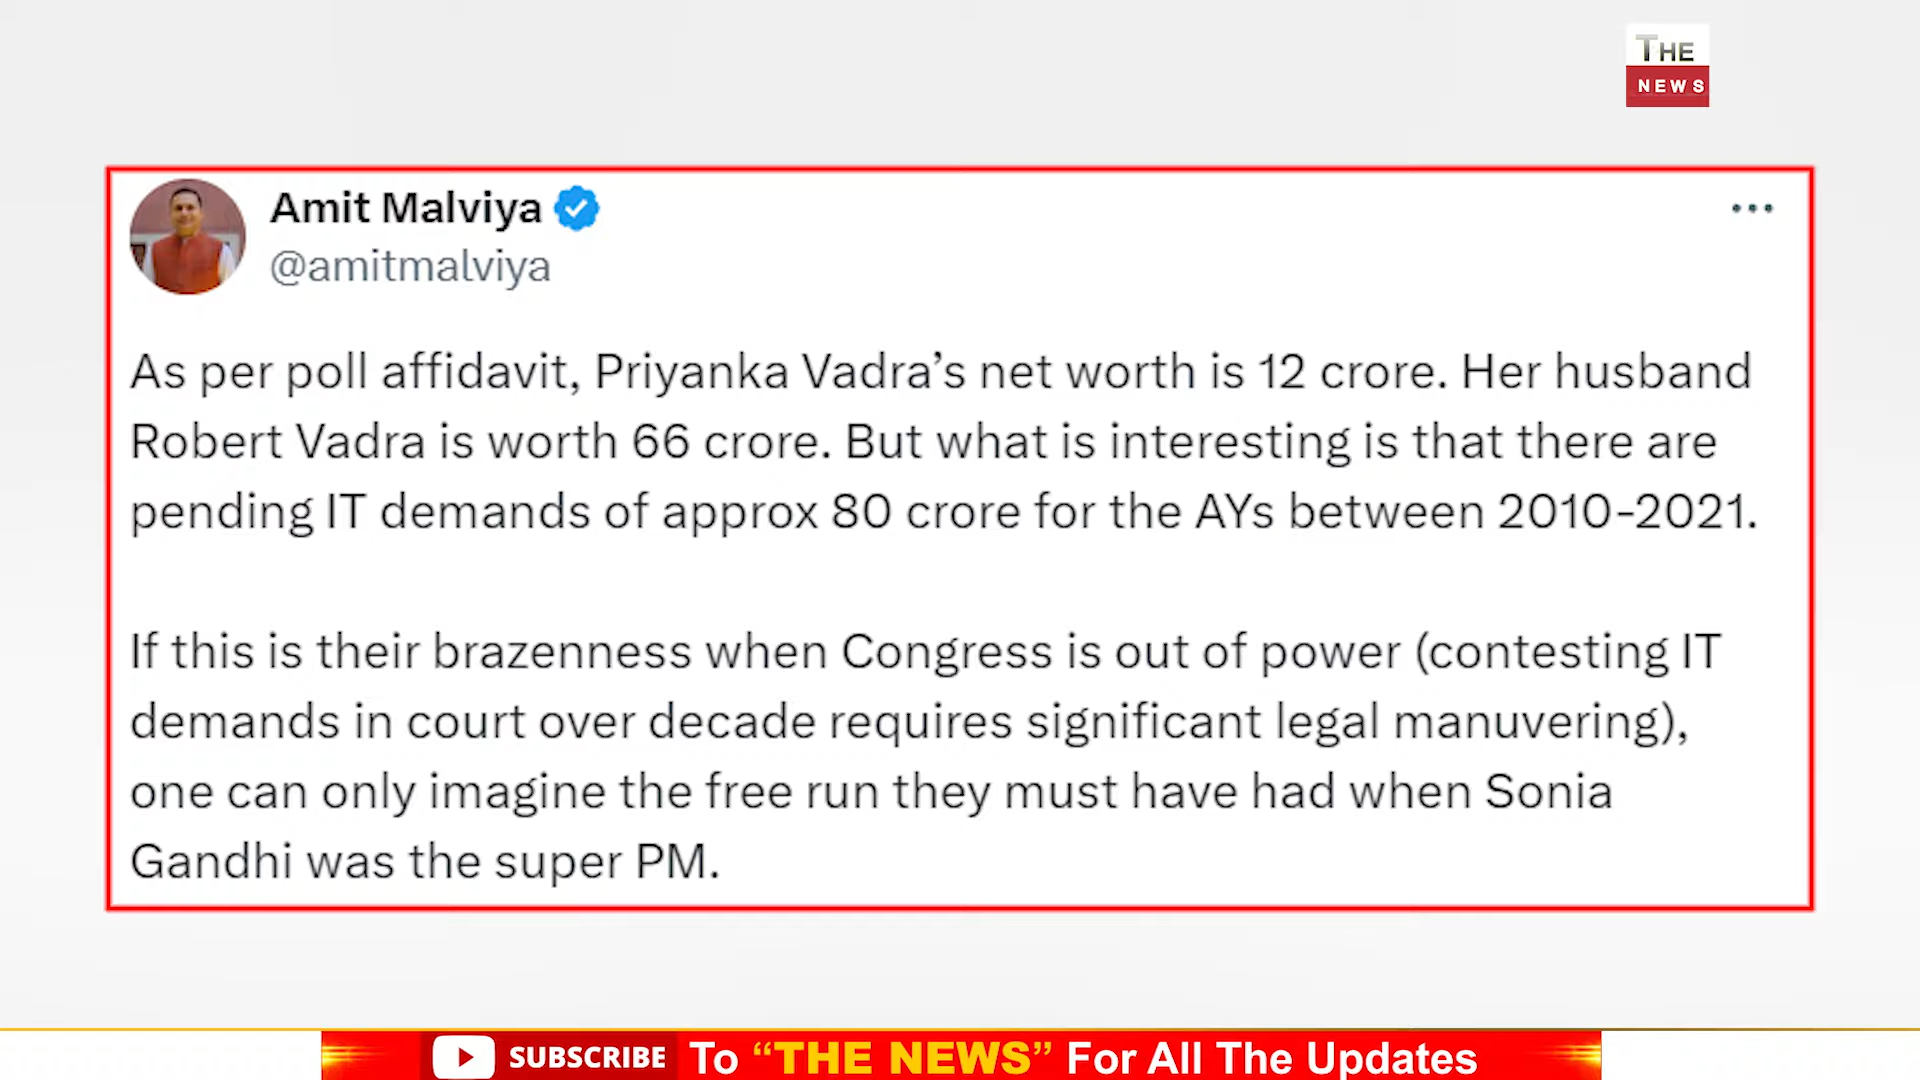 THE
NEWS
Amit Malviya
@amitmalviya
As per poll affidavit, Priyanka Vadra’s net worth is 12 crore. Her husband
Robert Vadra is worth 66 crore. But what is interesting is that there are
pending IT demands of approx 80 crore for the AYs between 2010-2021.
If this is their brazenness when Congress is out of power (contesting IT
demands in court over decade requires significant legal manuvering),
one can only imagine the free run they must have had when Sonia
Gandhi was the super PM.
SUBSCRIBE To “THE NEWS” For All The Updates